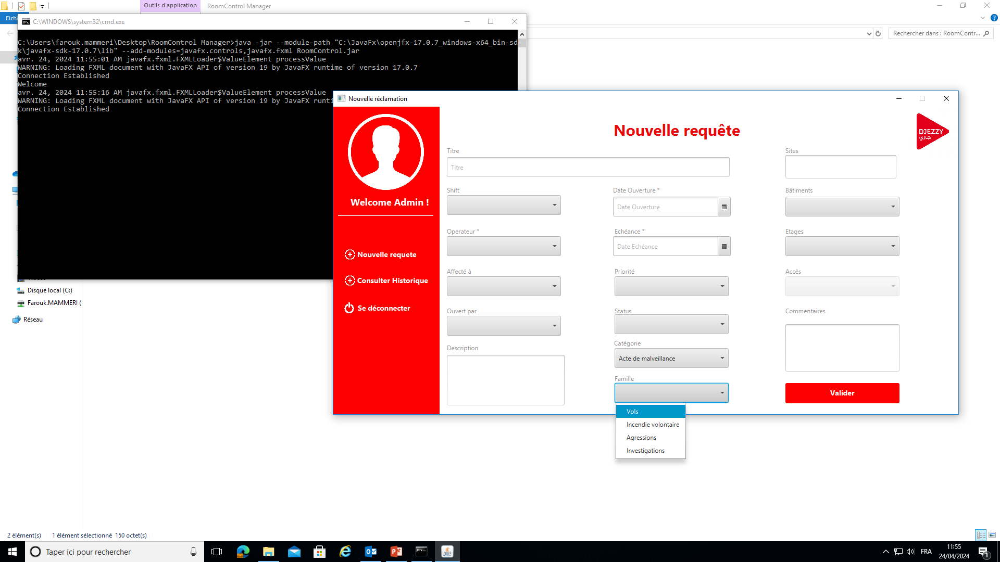 Outils d'application
RoomControl Manager
Fichi
C:\WINDOWS\system32\cmd.exe
Rechercher dans : RoomContr...
C:\Users\farouk.mammeri\Desktop\RoomControl Manager>java -jar --module-path "C:\JavaFx\openjfx-17.0.7_windows-x64_bin-sd
k\javafx-sdk-17.0.7\lib" --add-modules=javafx.controls,javafx.fxml RoomControl.jar
avr. 24, 2024 11:55:01 AM javafx.fxml.FXMLLoader$ValueElement processValue
WARNING: Loading FXML document with JavaFX API of version 19 by JavaFX runtime of version 17.0.7
Connection Established
Welcome
avr. 24, 2024 11:55:16 AM javafx.fxml.FXMLLoader$ValueElement processValue
WARNING: Loading FXML document with JavaFX API of version 19 by JavaFX runti
Connection Established
Disque local (C:)
Farouk.MAMMERI (
Réseau
Nouvelle réclamation
Welcome Admin !
Nouvelle requete
Consulter Historique
Se déconnecter
Nouvelle requête
DJEZZY
جازي
Titre
Titre
Sites
Shift
Date Ouverture *
Date Ouverture
Bâtiments
Operateur *
Echéance *
Date Echéance
Etages
Affecté à
Priorité
Accès
Ouvert par
Status
Commentaires
Description
Catégorie
Acte de malveillance
Famille
Valider
Vols
Incendie volontaire
Agressions
Investigations
2 élément(s)
1 élément sélectionné 150 octet(s)
Taper ici pour rechercher
FRA
11:55
24/04/2024
1